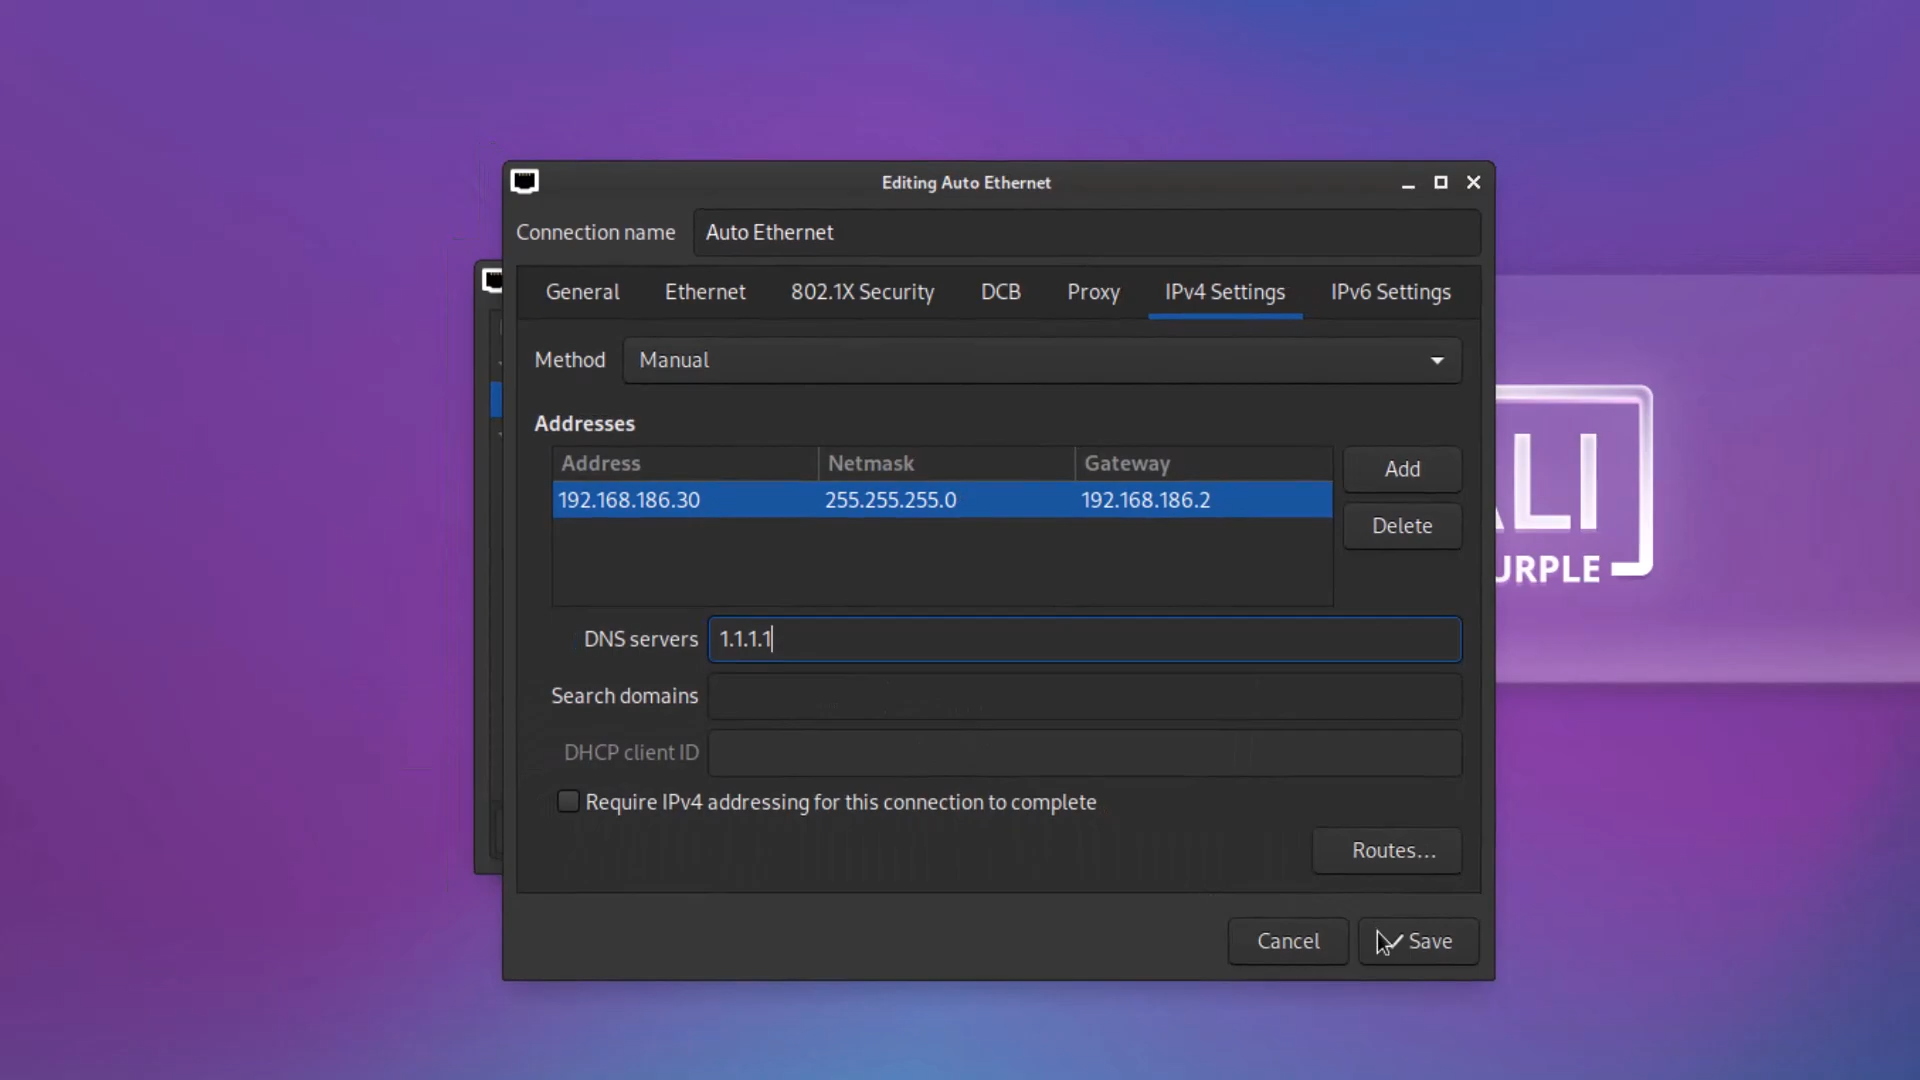 Editing Auto Ethernet
Connection name Auto Ethernet
General Ethernet 802.1X Security DCB Proxy IPv4 Settings IPv6 Settings
Method Manual
Addresses
Address Netmask Gateway
192.168.186.30 255.255.255.0 192.168.186.2
Add
Delete
DNS servers 1.1.1.1
Search domains
DHCP client ID
Require IPv4 addressing for this connection to complete
Routes...
Cancel Save
ALI
URPLE